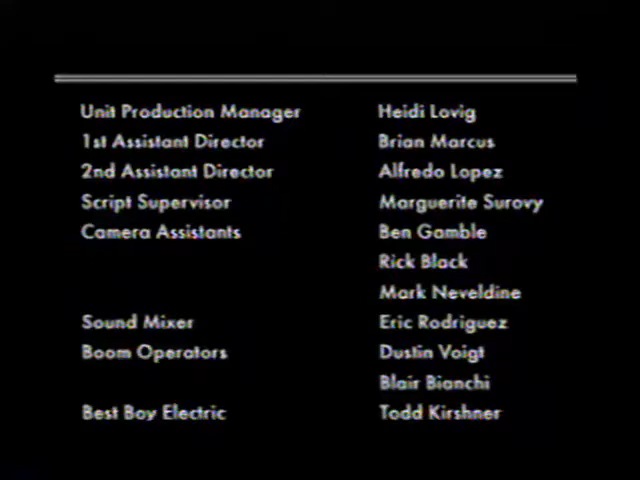 Unit Production Manager Heidi Lovig
1st Assistant Director Brian Marcus
2nd Assistant Director Alfredo Lopez
Script Supervisor Marguerite Surovy
Camera Assistants Ben Gamble
Rick Black
Mark Neveldine
Sound Mixer Eric Rodriguez
Boom Operators Dustin Voigt
Blair Bianchi
Best Boy Electric Todd Kirshner